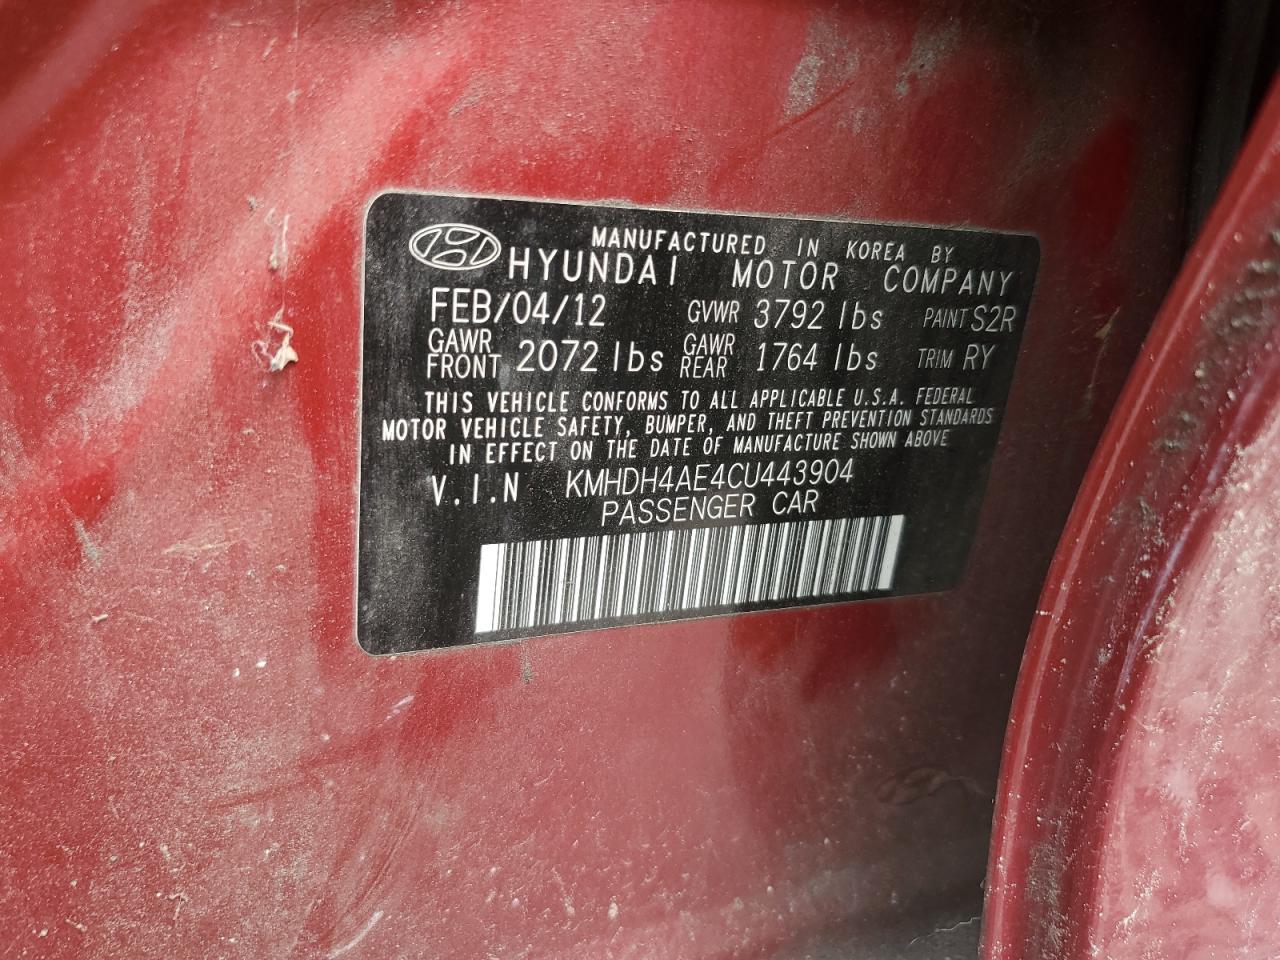 MANUFACTURED IN KOREA BY
HYUNDAI MOTOR COMPANY
FEB/04/12 GVWR 3792 lbs PAINT S2R
GAWR FRONT 2072 lbs GAWR REAR 1764 lbs TRIM RY
THIS VEHICLE CONFORMS TO ALL APPLICABLE U.S.A. FEDERAL
MOTOR VEHICLE SAFETY, BUMPER, AND THEFT PREVENTION STANDARDS
IN EFFECT ON THE DATE OF MANUFACTURE SHOWN ABOVE
V.I.N KMHDH4AE4CU443904
PASSENGER CAR